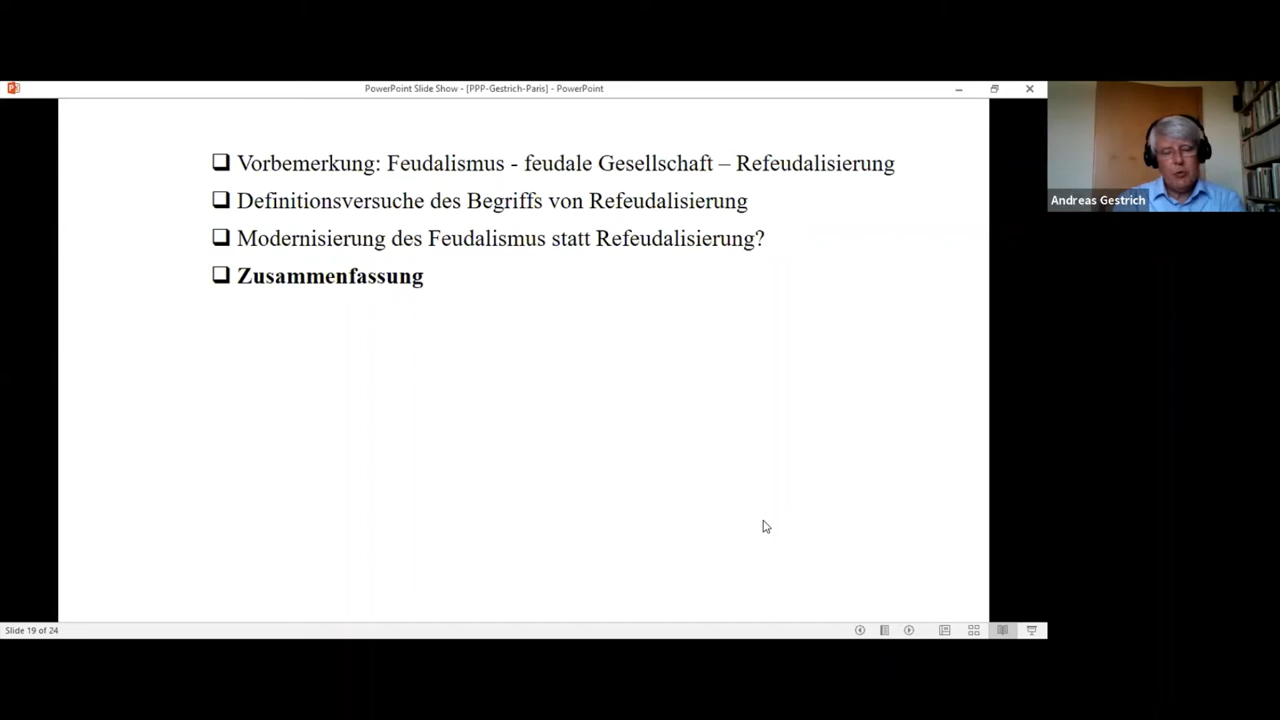 PowerPoint Slide Show - [PPP-Gestrich-Paris] - PowerPoint
Vorbemerkung: Feudalismus - feudale Gesellschaft – Refeudalisierung
Definitionsversuche des Begriffs von Refeudalisierung
Modernisierung des Feudalismus statt Refeudalisierung?
Zusammenfassung
Andreas Gestrich
Slide 19 of 24